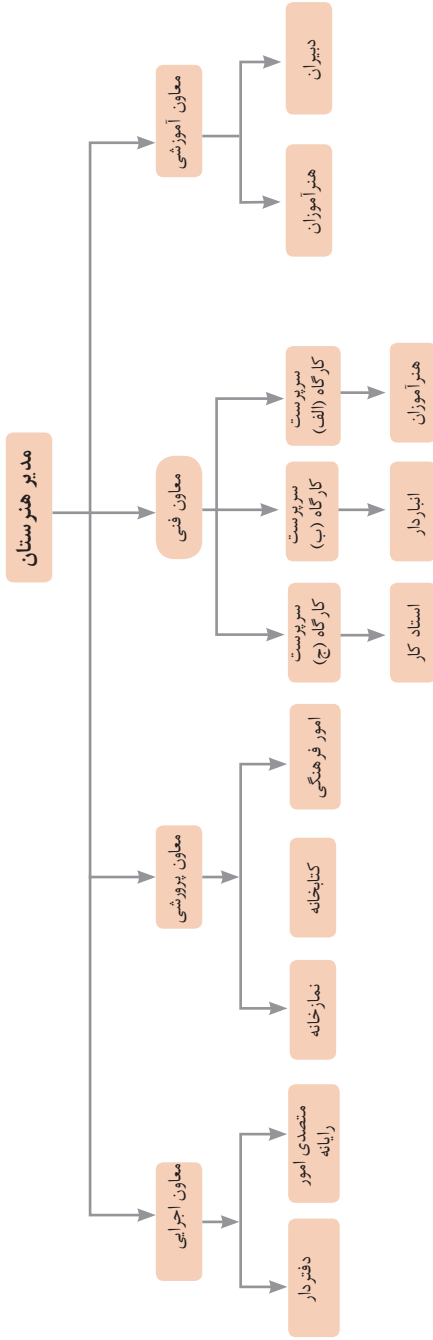 مدیر هنرستان
معاون آموزشی
معاون فنی
معاون پرورشی
معاون اجرایی
دبیران
هنرآموزان
سرپرست
کارگاه (الف)
سرپرست
کارگاه (ب)
سرپرست
کارگاه (ج)
امور فرهنگی
کتابخانه
نمازخانه
متصدی امور
رایانه
دفتردار
هنرآموزان
انباردار
استاد کار